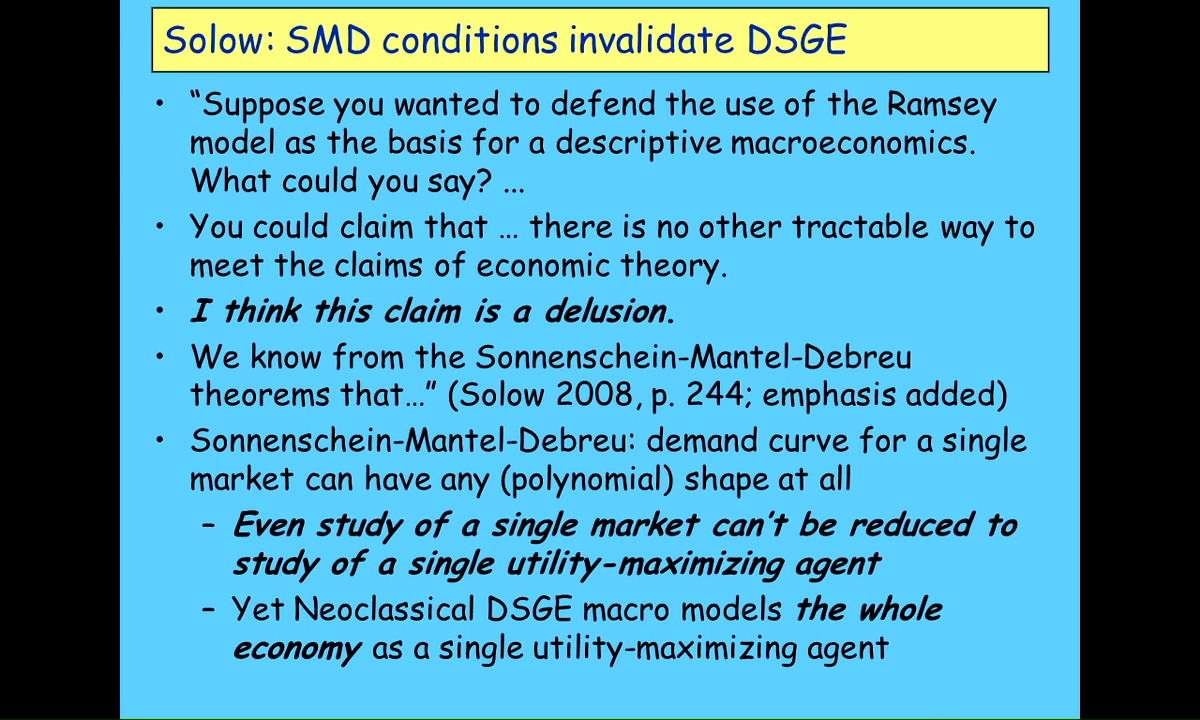 Solow: SMD conditions invalidate DSGE
• “Suppose you wanted to defend the use of the Ramsey
model as the basis for a descriptive macroeconomics.
What could you say? ...
• You could claim that … there is no other tractable way to
meet the claims of economic theory.
• I think this claim is a delusion.
• We know from the Sonnenschein-Mantel-Debreu
theorems that…” (Solow 2008, p. 244; emphasis added)
• Sonnenschein-Mantel-Debreu: demand curve for a single
market can have any (polynomial) shape at all
– Even study of a single market can’t be reduced to
study of a single utility-maximizing agent
– Yet Neoclassical DSGE macro models the whole
economy as a single utility-maximizing agent